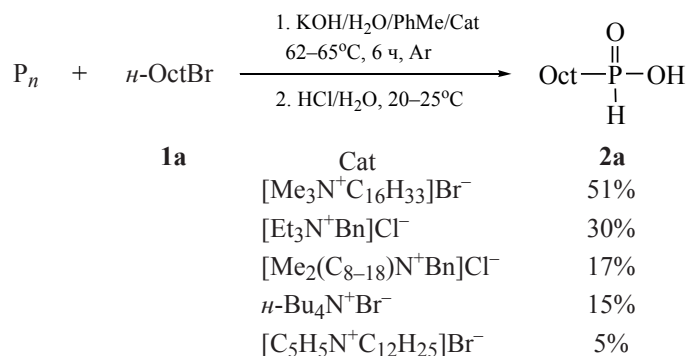 1. KOH/H₂O/PhMe/Cat
62–65°C, 6 ч, Ar
Pₙ + н-OctBr
2. HCl/H₂O, 20–25°C
O
Oct–P–OH
H
1a 2a
Cat
[Me₃N⁺C₁₆H₃₃]Br⁻ 51%
[Et₃N⁺Bn]Cl⁻ 30%
[Me₂(C₈₋₁₈)N⁺Bn]Cl⁻ 17%
н-Bu₄N⁺Br⁻ 15%
[C₅H₅N⁺C₁₂H₂₅]Br⁻ 5%